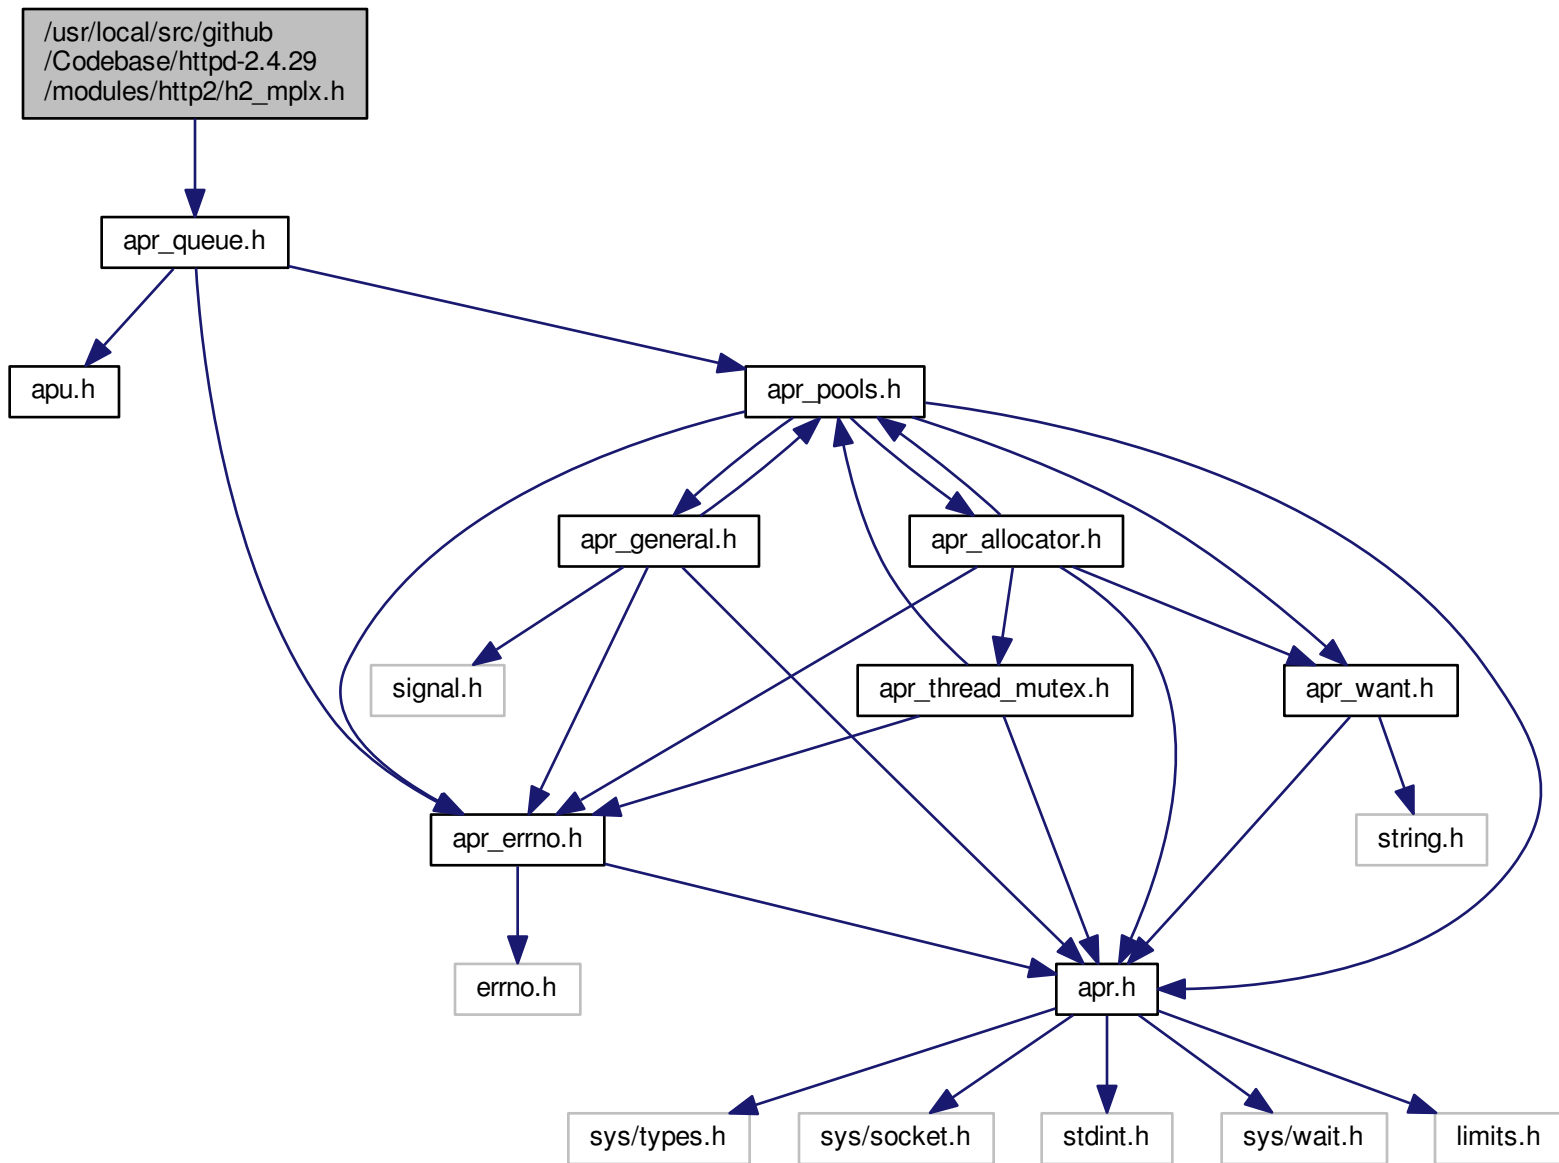 /usr/local/src/github
/Codebase/httpd-2.4.29
/modules/http2/h2_mplx.h
apr_queue.h
apu.h
apr_pools.h
apr_general.h
apr_allocator.h
signal.h
apr_thread_mutex.h
apr_want.h
apr_errno.h
string.h
errno.h
apr.h
sys/types.h
sys/socket.h
stdint.h
sys/wait.h
limits.h